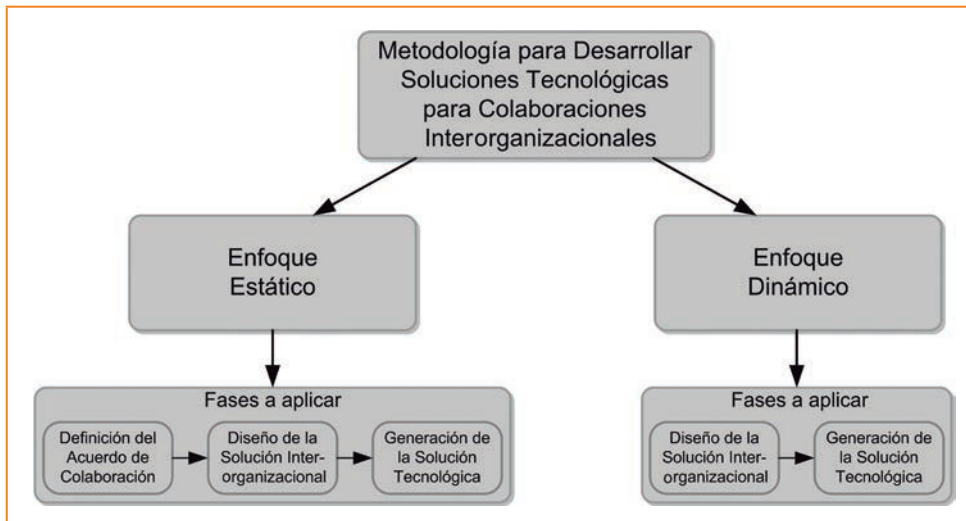 Metodología para Desarrollar
Soluciones Tecnológicas
para Colaboraciones
Interorganizacionales
Enfoque
Estático
Enfoque
Dinámico
Fases a aplicar
Definición del
Acuerdo de
Colaboración
Diseño de la
Solución Inter-
organizacional
Generación de
la Solución
Tecnológica
Fases a aplicar
Diseño de la
Solución Inter-
organizacional
Generación de
la Solución
Tecnológica